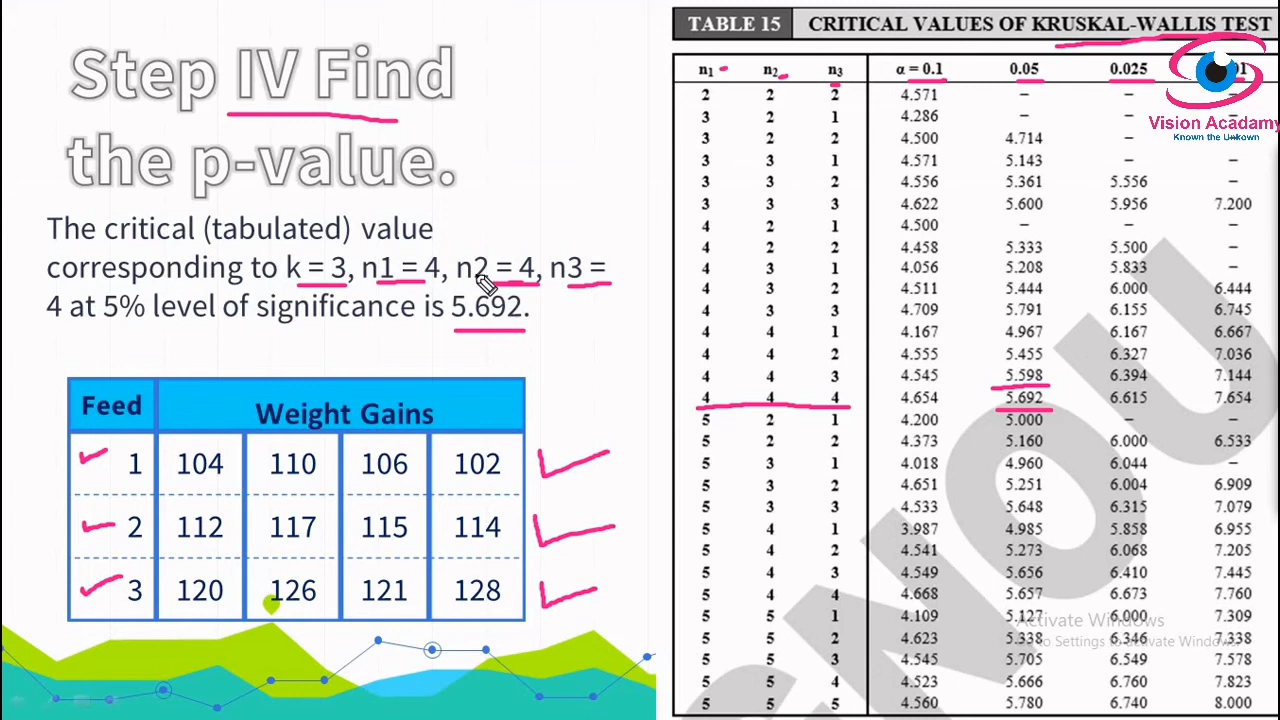 Step IV Find
the p-value.
The critical (tabulated) value
corresponding to k = 3, n1 = 4, n2 = 4, n3 =
4 at 5% level of significance is 5.692.
Feed Weight Gains
1 104 110 106 102
2 112 117 115 114
3 120 126 121 128
TABLE 15 CRITICAL VALUES OF KRUSKAL-WALLIS TEST
n1 n2 n3 α = 0.1 0.05 0.025 01
2 2 2 4.571 – –
3 2 1 4.286 – –
3 2 2 4.500 4.714 –
3 3 1 4.571 5.143 – –
3 3 2 4.556 5.361 5.556 –
3 3 3 4.622 5.600 5.956 7.200
4 2 1 4.500 – – –
4 2 2 4.458 5.333 5.500 –
4 3 1 4.056 5.208 5.833 –
4 3 2 4.511 5.444 6.000 6.444
4 3 3 4.709 5.791 6.155 6.745
4 4 1 4.167 4.967 6.167 6.667
4 4 2 4.555 5.455 6.327 7.036
4 4 3 4.545 5.598 6.394 7.144
4 4 4 4.654 5.692 6.615 7.654
5 2 1 4.200 5.000 – –
5 2 2 4.373 5.160 6.000 6.533
5 3 1 4.018 4.960 6.044 –
5 3 2 4.651 5.251 6.004 6.909
5 3 3 4.533 5.648 6.315 7.079
5 4 1 3.987 4.985 5.858 6.955
5 4 2 4.541 5.273 6.068 7.205
5 4 3 4.549 5.656 6.410 7.445
5 4 4 4.668 5.657 6.673 7.760
5 5 1 4.109 5.127 6.000 7.309
5 5 2 4.623 5.338 6.346 7.338
5 5 3 4.545 5.705 6.549 7.578
5 5 4 4.523 5.666 6.760 7.823
5 5 5 4.560 5.780 6.740 8.000
Vision Acadamy
Known the Unkown
Activate Windows
to Settings to activate Windows.